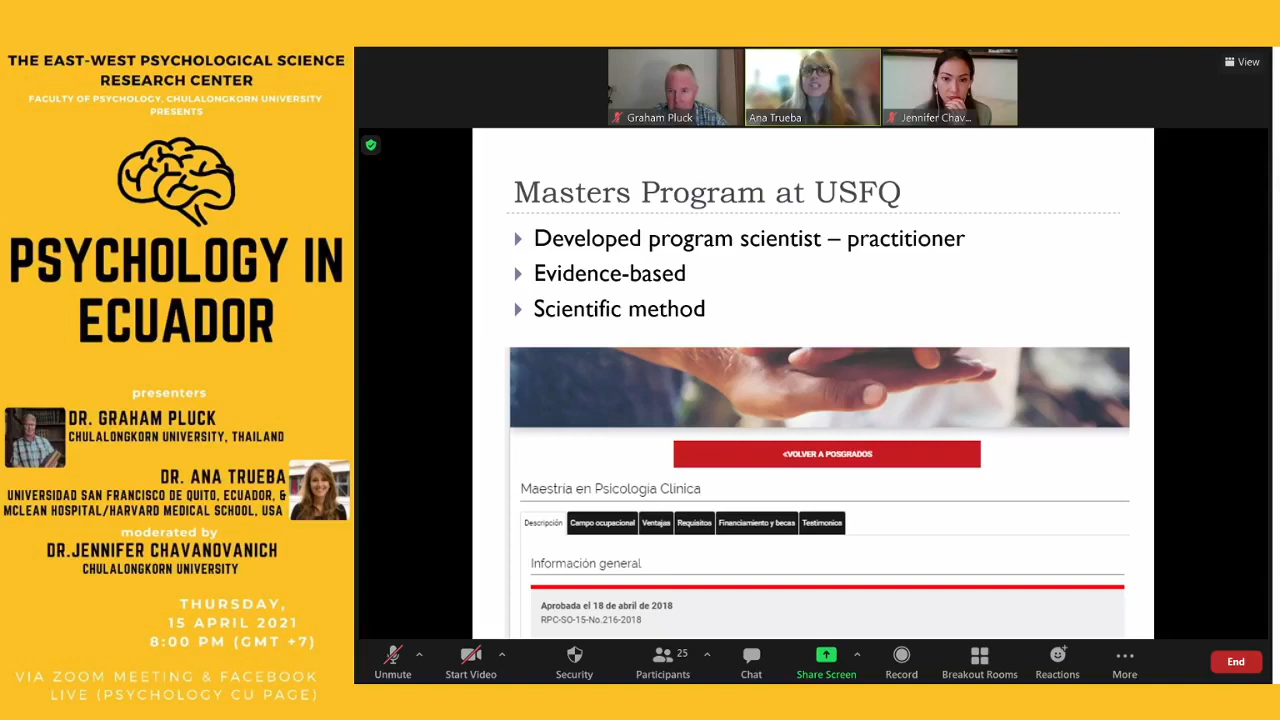 THE EAST-WEST PSYCHOLOGICAL SCIENCE
RESEARCH CENTER
FACULTY OF PSYCHOLOGY, CHULALONGKORN UNIVERSITY
PRESENTS
PSYCHOLOGY IN
ECUADOR
presenters
DR. GRAHAM PLUCK
CHULALONGKORN UNIVERSITY, THAILAND
DR. ANA TRUEBA
UNIVERSIDAD SAN FRANCISCO DE QUITO, ECUADOR, &
MCLEAN HOSPITAL/HARVARD MEDICAL SCHOOL, USA
moderated by
DR.JENNIFER CHAVANOVANICH
CHULALONGKORN UNIVERSITY
THURSDAY,
15 APRIL 2021
8:00 PM (GMT +7)
VIA ZOOM MEETING & FACEBOOK
LIVE (PSYCHOLOGY CU PAGE)
View
Graham Pluck
Ana Trueba
Jennifer Chav...
Masters Program at USFQ
Developed program scientist – practitioner
Evidence-based
Scientific method
<VOLVER A POSGRADOS
Maestría en Psicología Clínica
Descripción Campo ocupacional Ventajas Requisitos Financiamiento y becas Testimonios
Información general
Aprobada el 18 de abril de 2018
RPC-SO-15-No.216-2018
Unmute Start Video Security Participants 25 Chat Share Screen Record Breakout Rooms Reactions More End